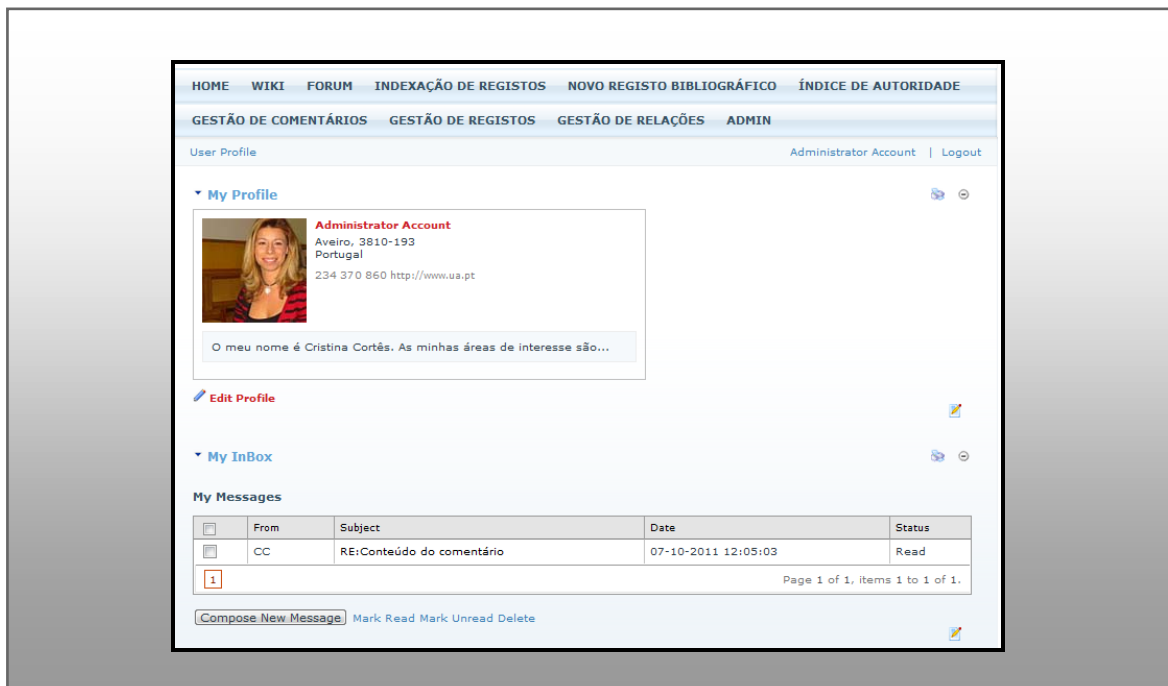 HOME WIKI FORUM INDEXAÇÃO DE REGISTOS NOVO REGISTO BIBLIOGRÁFICO ÍNDICE DE AUTORIDADE
GESTÃO DE COMENTÁRIOS GESTÃO DE REGISTOS GESTÃO DE RELAÇÕES ADMIN
User Profile Administrator Account | Logout
My Profile
Administrator Account
Aveiro, 3810-193
Portugal
234 370 860 http://www.ua.pt
O meu nome é Cristina Cortês. As minhas áreas de interesse são...
Edit Profile
My InBox
My Messages
From Subject Date Status
CC RE:Conteúdo do comentário 07-10-2011 12:05:03 Read
1 Page 1 of 1, items 1 to 1 of 1.
Compose New Message Mark Read Mark Unread Delete